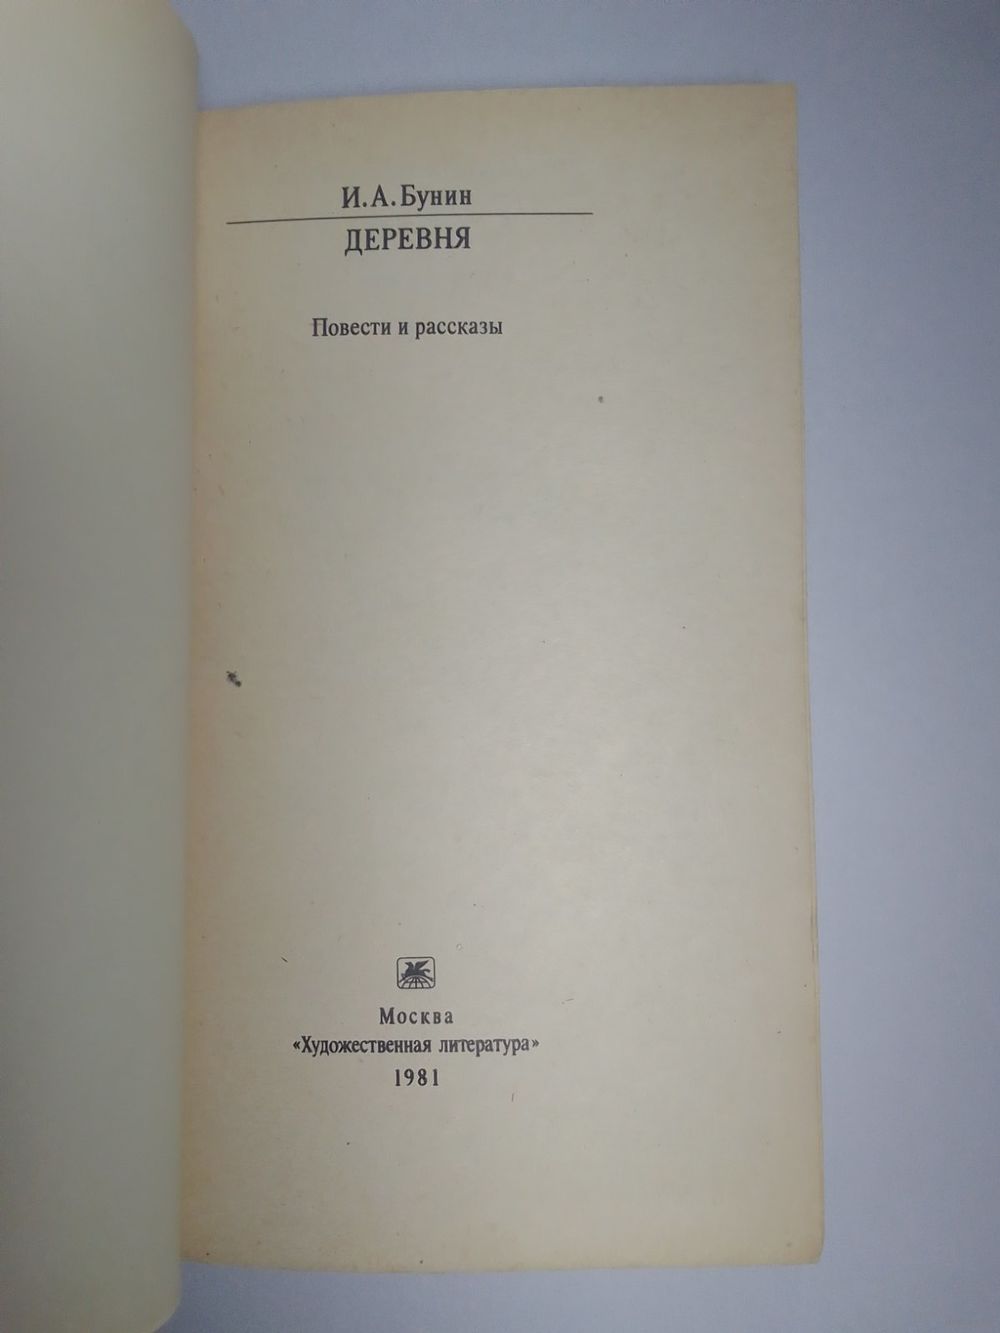 И. А. Бунин
ДЕРЕВНЯ
Повести и рассказы
Москва
«Художественная литература»
1981